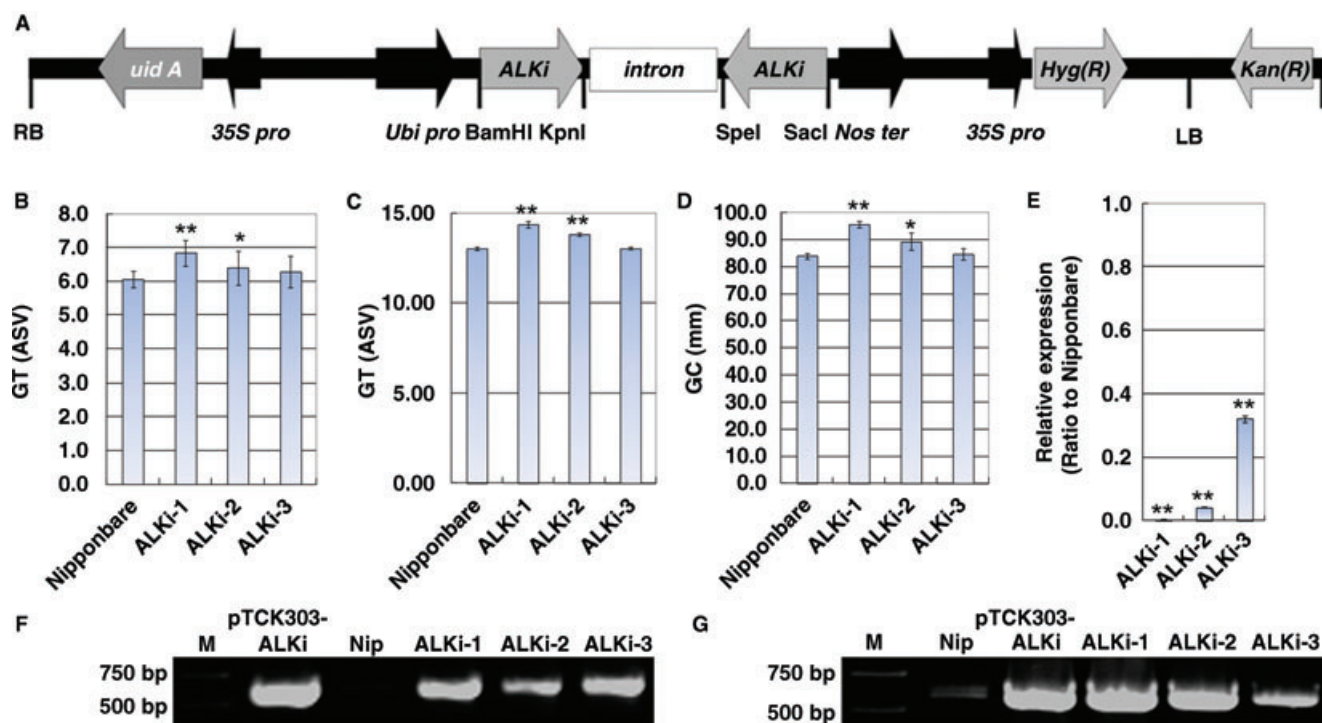 A
uid A ALKi intron ALKi Hyg(R) Kan(R)
RB 35S pro Ubi pro BamHI KpnI SpeI SacI Nos ter 35S pro LB
B
8.0
7.0
6.0
5.0
4.0
3.0
2.0
1.0
0.0
GT (ASV)
** *
Nipponbare ALKi-1 ALKi-2 ALKi-3
C
15.00
10.00
5.00
0.00
GT (ASV)
** **
Nipponbare ALKi-1 ALKi-2 ALKi-3
D
100.0
90.0
80.0
70.0
60.0
50.0
40.0
30.0
20.0
10.0
0.0
GC (mm)
** *
Nipponbare ALKi-1 ALKi-2 ALKi-3
E
1.0
0.8
0.6
0.4
0.2
0.0
Relative expression
(Ratio to Nipponbare)
** ** **
ALKi-1 ALKi-2 ALKi-3
F
pTCK303-
M ALKi Nip ALKi-1 ALKi-2 ALKi-3
750 bp
500 bp
G
pTCK303-
M Nip ALKi ALKi-1 ALKi-2 ALKi-3
750 bp
500 bp